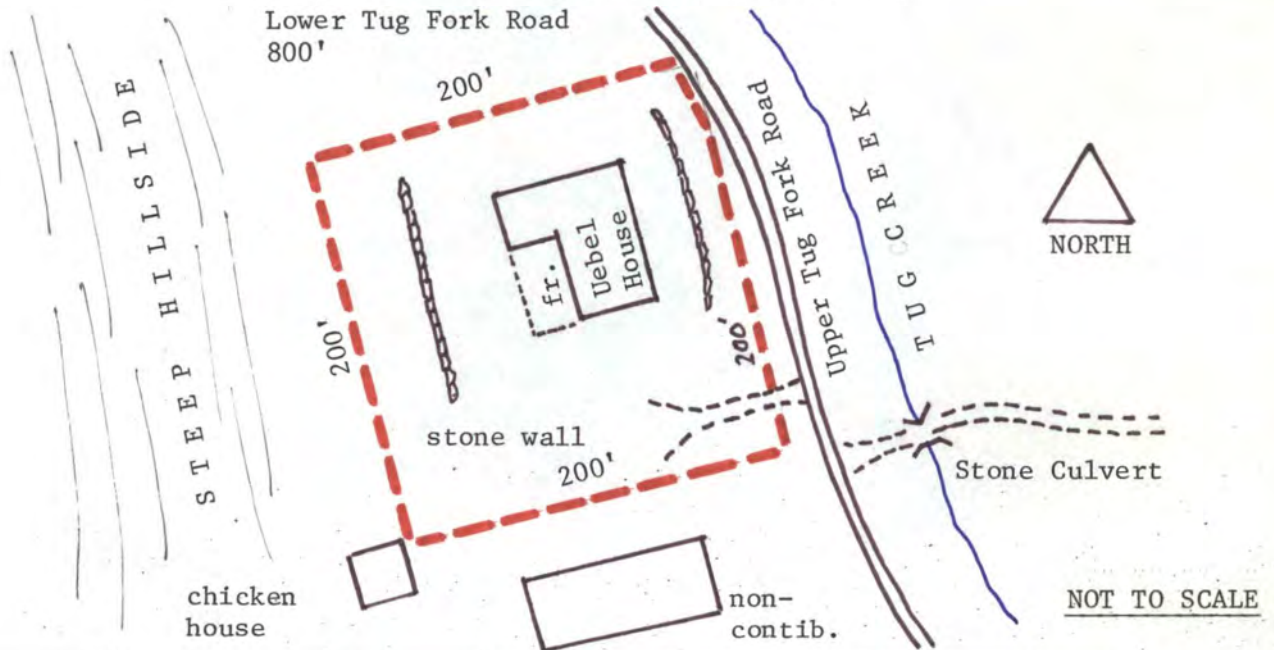 Lower Tug Fork Road
800'
200'
STEEP HILLSIDE
200'
fr.
Uebel
House
200
Upper Tug Fork Road
TUG CCREEK
NORTH
stone wall
200'
Stone Culvert
chicken
house
non-
contib.
NOT TO SCALE